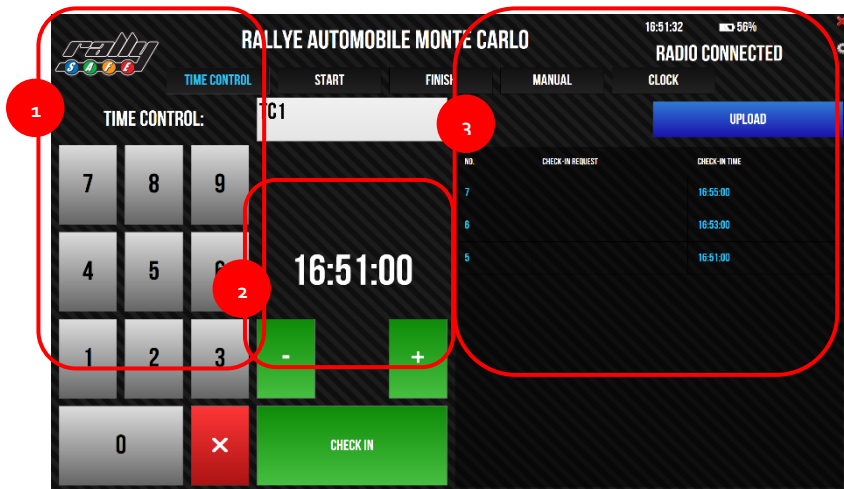 rally
SAFE
RALLYE AUTOMOBILE MONTE CARLO
16:51:32 56%
RADIO CONNECTED
TIME CONTROL START FINISH MANUAL CLOCK
1
TIME CONTROL:
TC1
3
UPLOAD
NO. CHECK-IN REQUEST CHECK-IN TIME
7 8 9
7 16:55:00
6 16:53:00
5 16:51:00
4 5 6
16:51:00
2
1 2 3
- +
0 X
CHECK IN